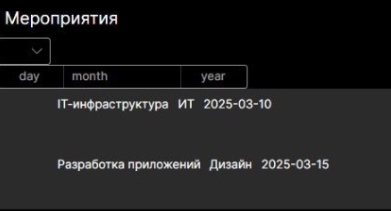 Мероприятия
day month year
IT-инфраструктура ИТ 2025-03-10
Разработка приложений Дизайн 2025-03-15